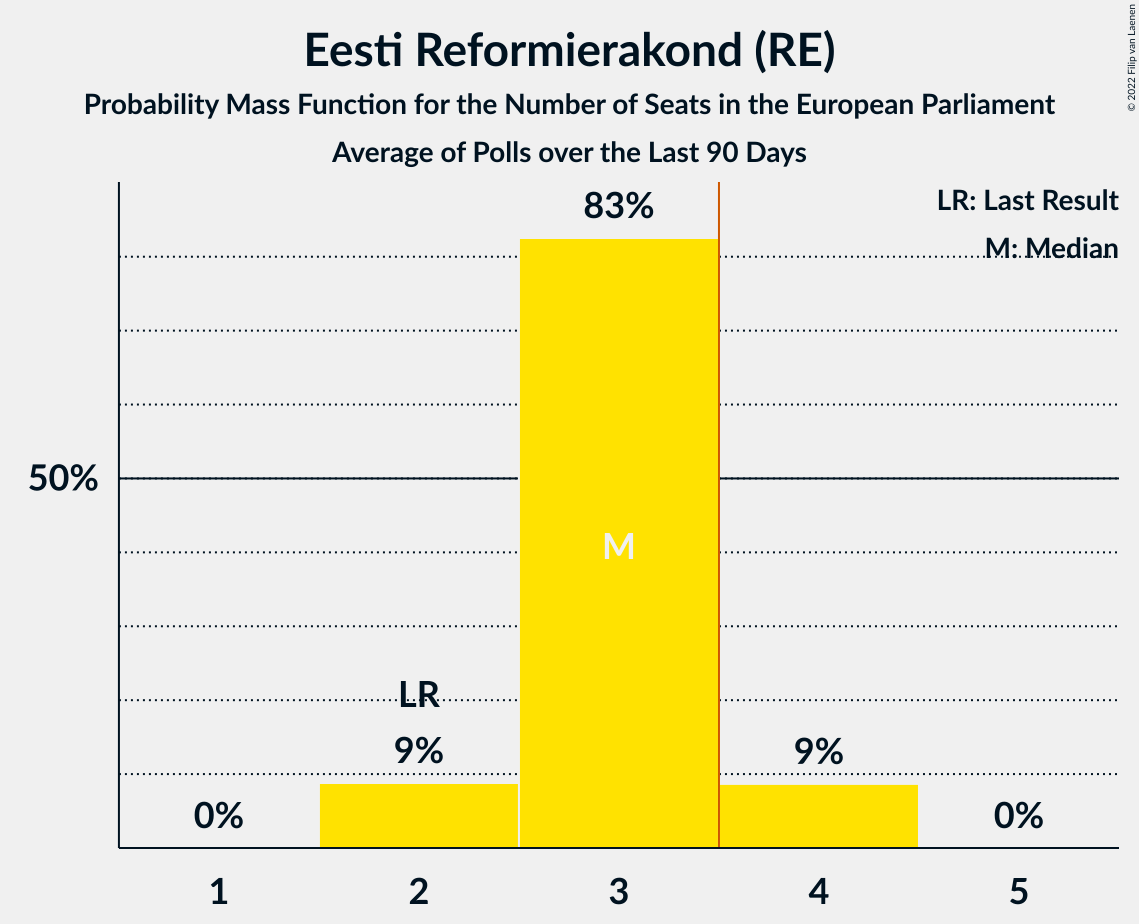 Eesti Reformierakond (RE)
Probability Mass Function for the Number of Seats in the European Parliament
Average of Polls over the Last 90 Days
© 2022 Filip van Laenen
LR: Last Result
M: Median
83%
50%
M
LR
9%
9%
0%
0%
1 2 3 4 5